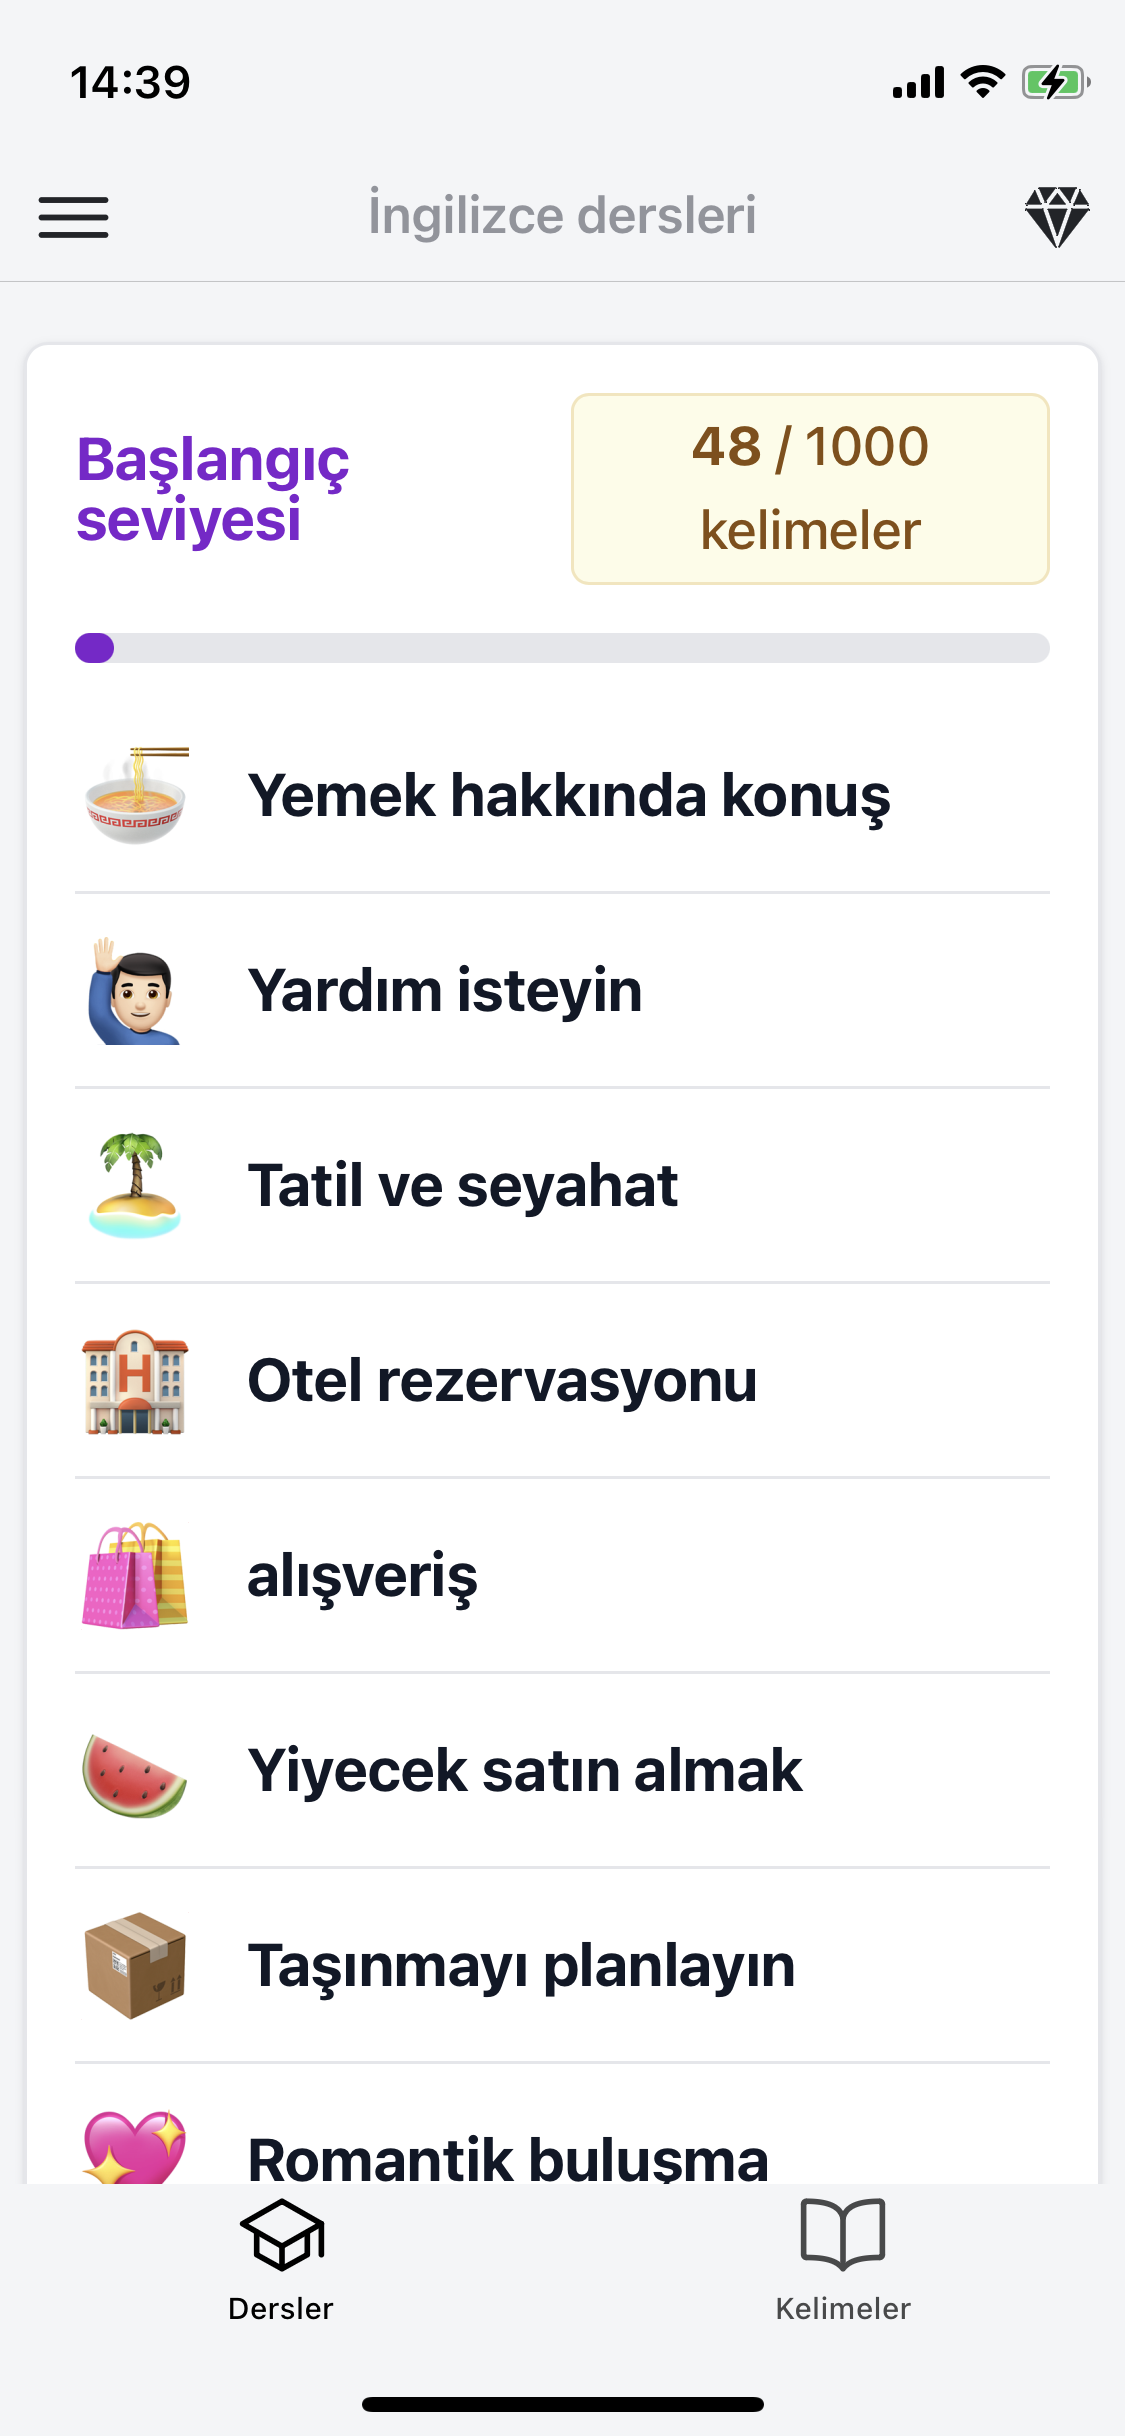 14:39
İngilizce dersleri
Başlangıç
seviyesi
48 / 1000
kelimeler
Yemek hakkında konuş
Yardım isteyin
Tatil ve seyahat
H
Otel rezervasyonu
alışveriş
Yiyecek satın almak
Taşınmayı planlayın
Romantik buluşma
Dersler
Kelimeler